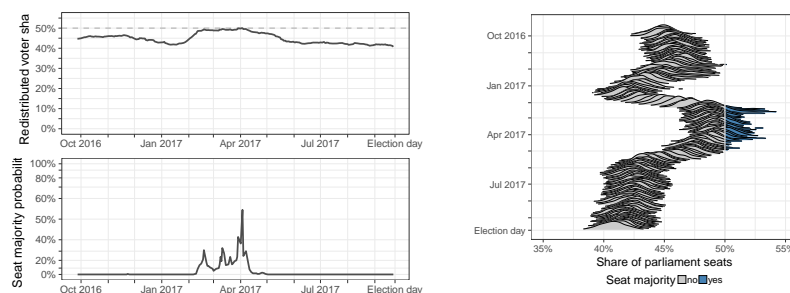 Redistributed voter sha
50%
50%
40%
30%
20%
10%
0%
Oct 2016 Jan 2017 Apr 2017 Jul 2017 Election day
Seat majority probabilit
100%
80%
60%
40%
20%
0%
Oct 2016 Jan 2017 Apr 2017 Jul 2017 Election day
Oct 2016
Jan 2017
Apr 2017
Jul 2017
Election day
35% 40% 45% 50% 55%
Share of parliament seats
Seat majority no yes